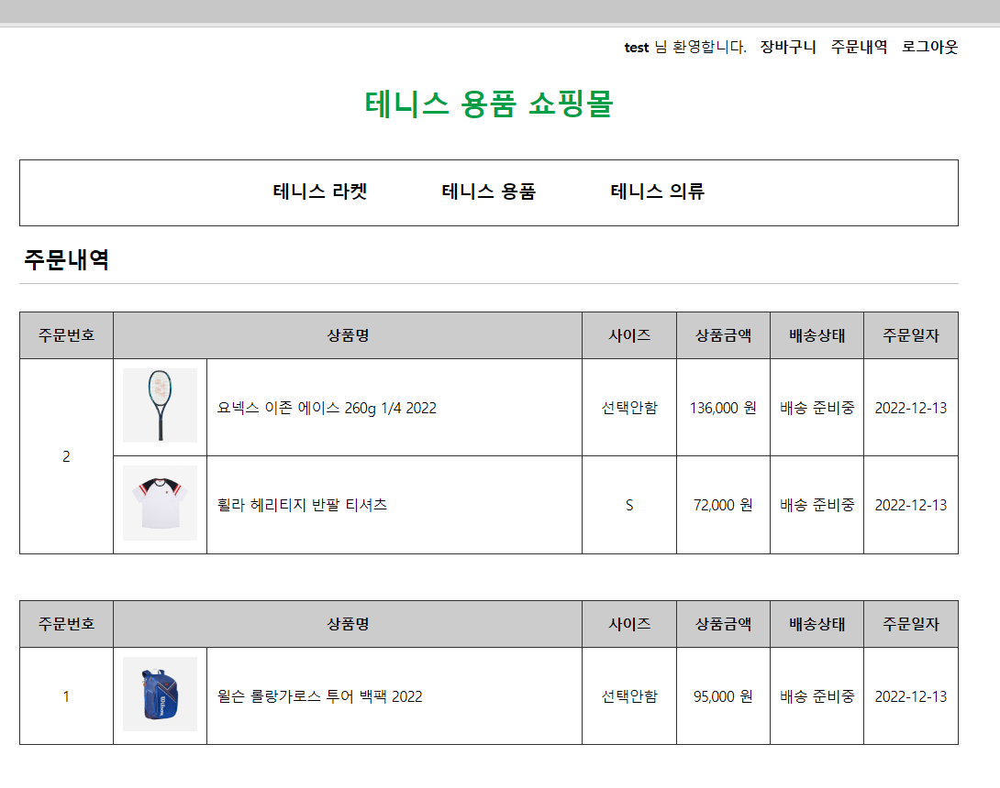 test 님 환영합니다. 장바구니 주문내역 로그아웃
테니스 용품 쇼핑몰
테니스 라켓 테니스 용품 테니스 의류
주문내역
주문번호 상품명 사이즈 상품금액 배송상태 주문일자
2
요넥스 이존 에이스 260g 1/4 2022 선택안함 136,000 원 배송 준비중 2022-12-13
휠라 헤리티지 반팔 티셔츠 S 72,000 원 배송 준비중 2022-12-13
주문번호 상품명 사이즈 상품금액 배송상태 주문일자
1 Wilson 윌슨 롤랑가로스 투어 백팩 2022 선택안함 95,000 원 배송 준비중 2022-12-13